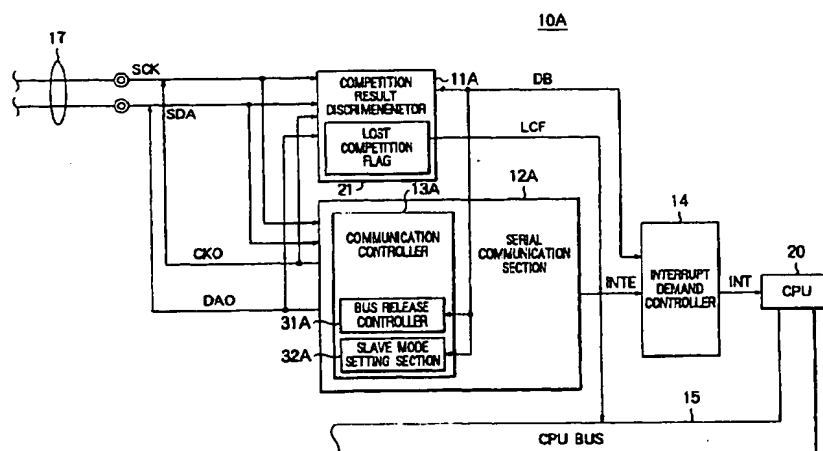 10A
17
SCK
SDA
COMPETITION
RESULT
DISCRIMENENETOR
11A
DB
LOST
COMPETITION
FLAG
LCF
21
13A
12A
14
COMMUNICATION
CONTROLLER
SERIAL
COMMUNICATION
SECTION
20
CKO
INTE
INTERRUPT
DEMAND
CONTROLLER
INT
CPU
DAO
31A
BUS RELEASE
CONTROLLER
32A
SLAVE MODE
SETTING SECTION
15
CPU BUS